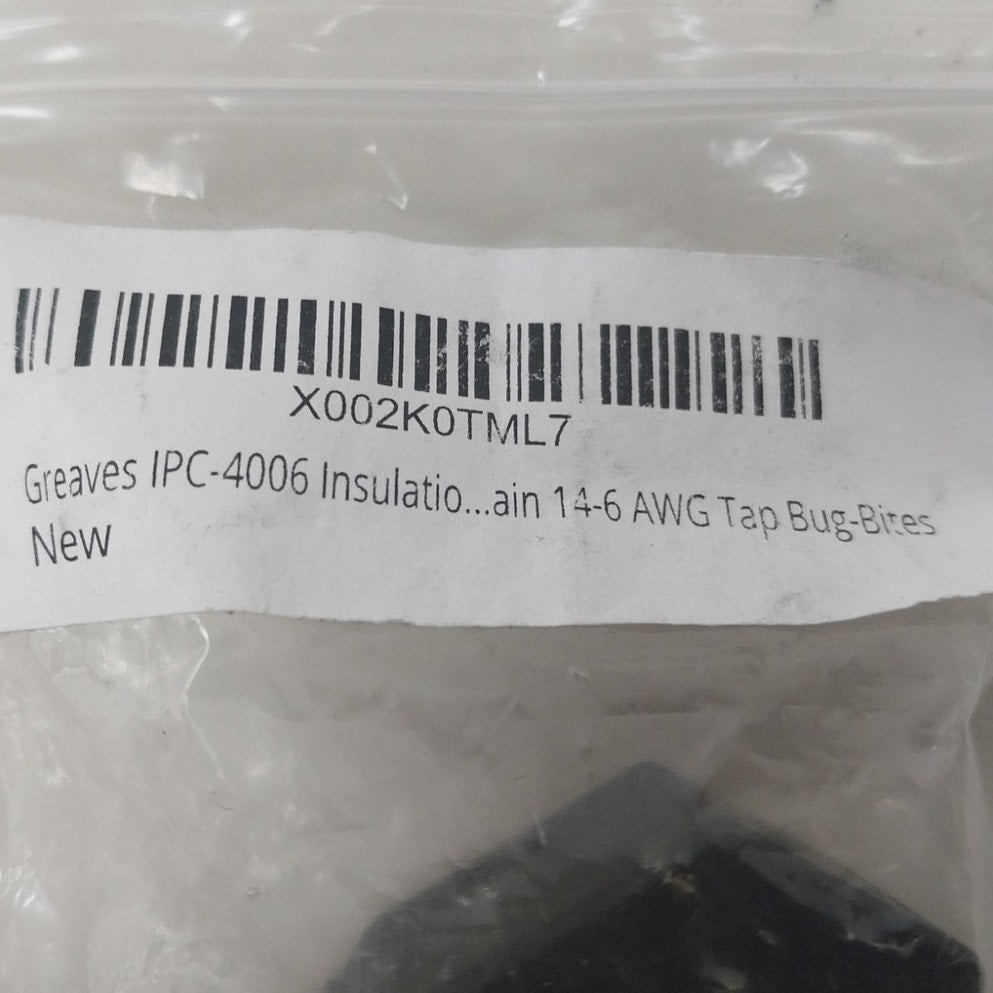 X002K0TML7
Greaves IPC-4006 Insulatio...ain 14-6 AWG Tap Bug-Bites
New